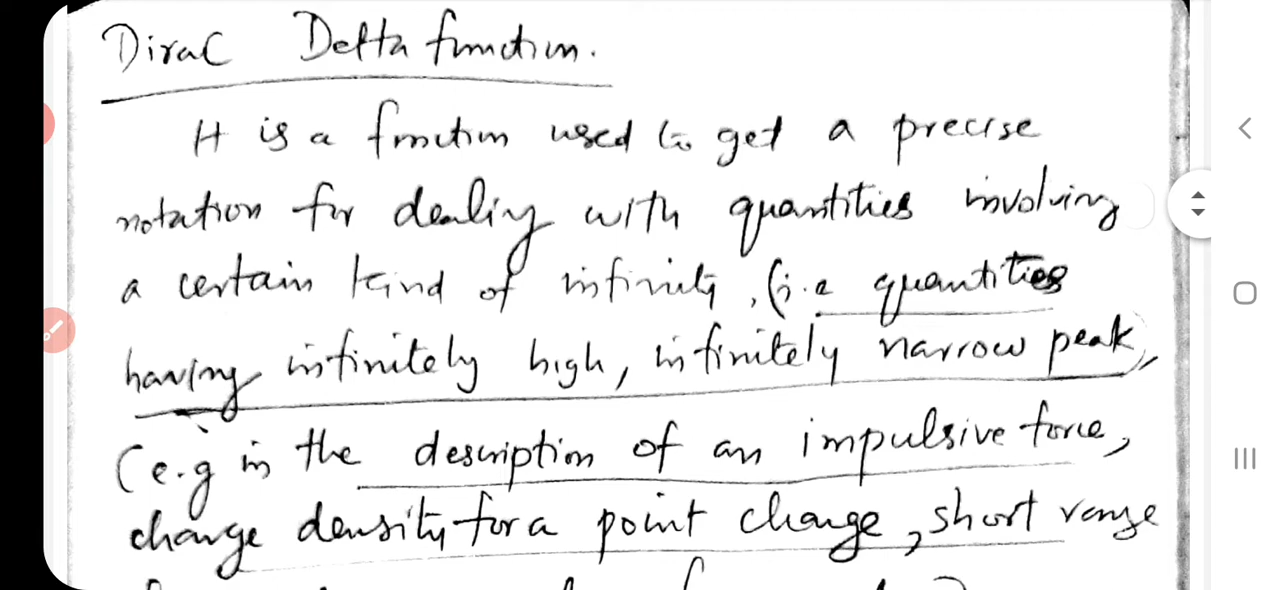 Dirac Delta function.
It is a function used to get a precise
notation for dealing with quantities involving
a certain kind of infinity, (i.e quantities
having infinitely high, infinitely narrow peak),
(e.g in the description of an impulsive force,
charge density for a point charge, short range